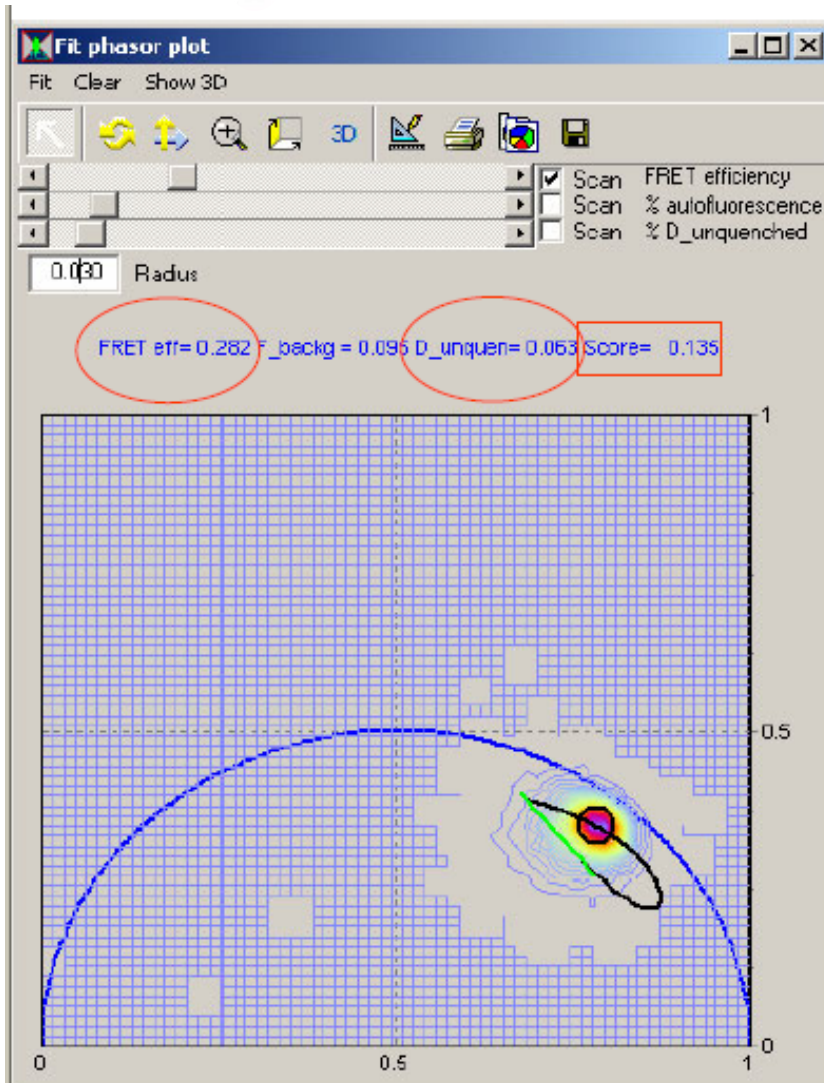 Fit phasor plot
Fit Clear Show 3D
3D
Scan FRET efficiency
Scan % autofluorescence
Scan % D_unquenched
0.030 Radius
FRET eff= 0.282 F_backg = 0.095 D_unquen= 0.063 Score= 0.135
1
0.5
0
0 0.5 1